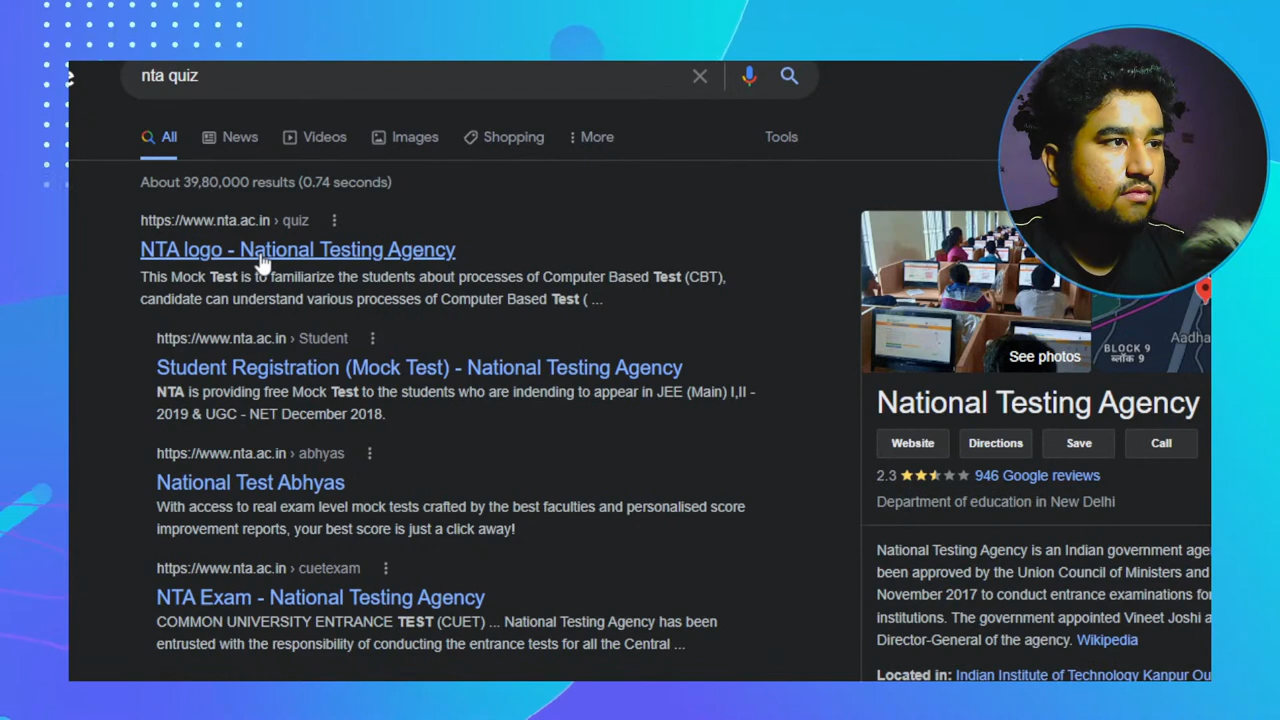 nta quiz
All News Videos Images Shopping More Tools
About 39,80,000 results (0.74 seconds)
https://www.nta.ac.in › quiz
NTA logo - National Testing Agency
This Mock Test is to familiarize the students about processes of Computer Based Test (CBT),
candidate can understand various processes of Computer Based Test ( ...
https://www.nta.ac.in › Student
Student Registration (Mock Test) - National Testing Agency
NTA is providing free Mock Test to the students who are indending to appear in JEE (Main) I,II -
2019 & UGC - NET December 2018.
https://www.nta.ac.in › abhyas
National Test Abhyas
With access to real exam level mock tests crafted by the best faculties and personalised score
improvement reports, your best score is just a click away!
https://www.nta.ac.in › cuetexam
NTA Exam - National Testing Agency
COMMON UNIVERSITY ENTRANCE TEST (CUET) ... National Testing Agency has been
entrusted with the responsibility of conducting the entrance tests for all the Central ...
See photos
BLOCK 9
ब्लॉक 9
Aadha
National Testing Agency
Website Directions Save Call
2.3 946 Google reviews
Department of education in New Delhi
National Testing Agency is an Indian government age
been approved by the Union Council of Ministers and
November 2017 to conduct entrance examinations for
institutions. The government appointed Vineet Joshi a
Director-General of the agency. Wikipedia
Located in: Indian Institute of Technology Kanpur Ou